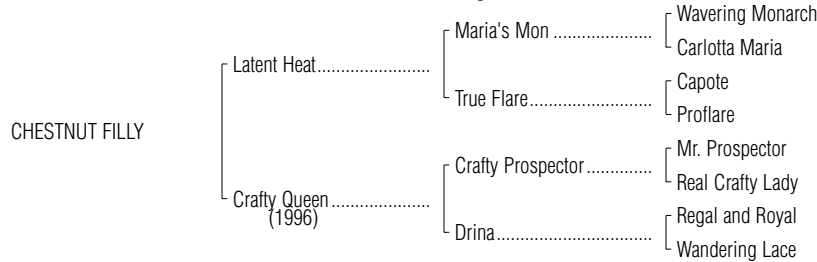 Wavering Monarch
Maria's Mon .....................
Carlotta Maria
Latent Heat........................
Capote
True Flare..........................
Proflare
CHESTNUT FILLY
Mr. Prospector
Crafty Prospector ..............
Real Crafty Lady
Crafty Queen .....................
(1996)
Regal and Royal
Drina.................................
Wandering Lace